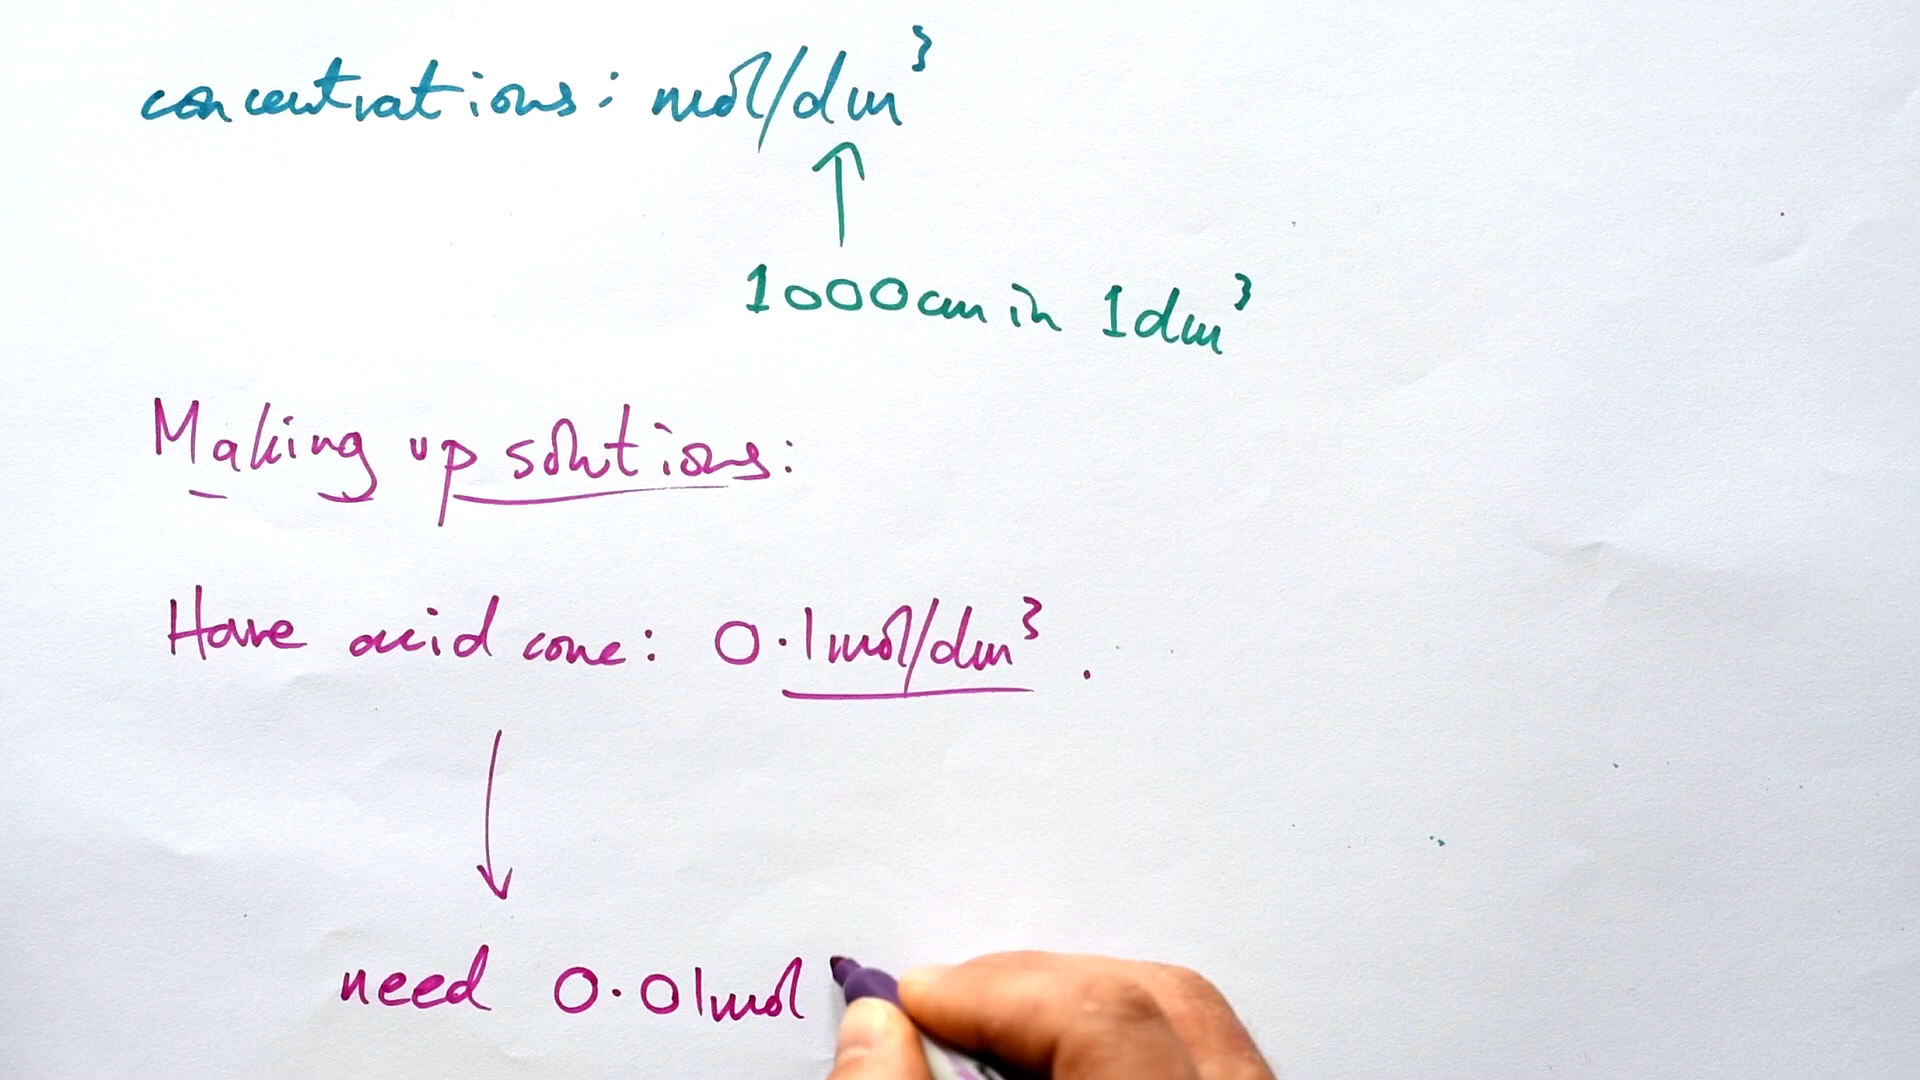 concentrations: mol/dm³
1000cm in 1dm³
Making up solutions:
Have acid conc: 0.1mol/dm³.
need 0.01mol